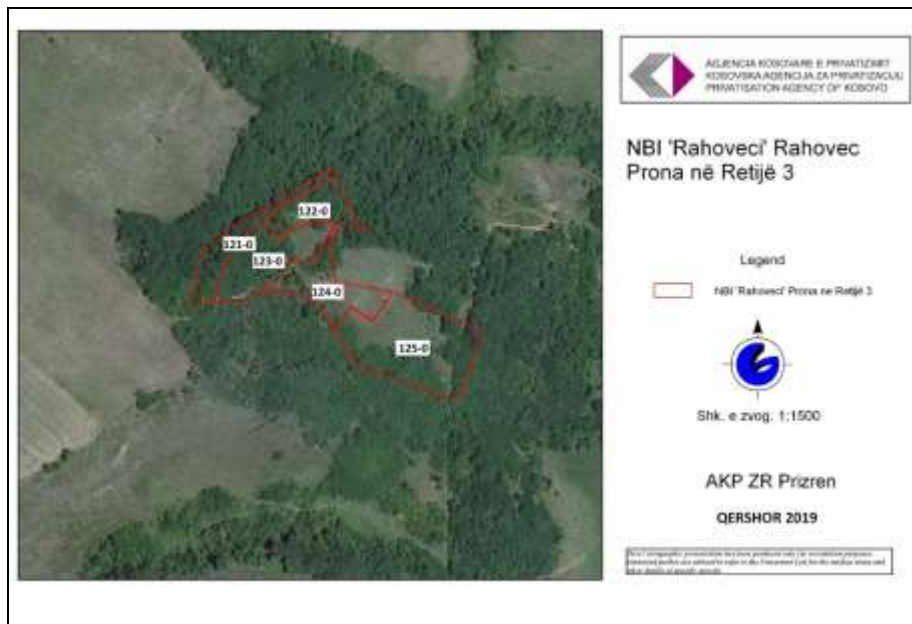 122-0
121-0
123-0
124-0
125-0
AGJENCIA KOSOVARE E PRIVATIZIMIT
KOSOVSKA AGENCIJA ZA PRIVATIZACIJU
PRIVATISATION AGENCY OF KOSOVO
NBI 'Rahoveci' Rahovec
Prona në Retijë 3
Legend
NBI 'Rahoveci' Prona ne Retijë 3
Shk. e zvog. 1:1500
AKP ZR Prizren
QERSHOR 2019